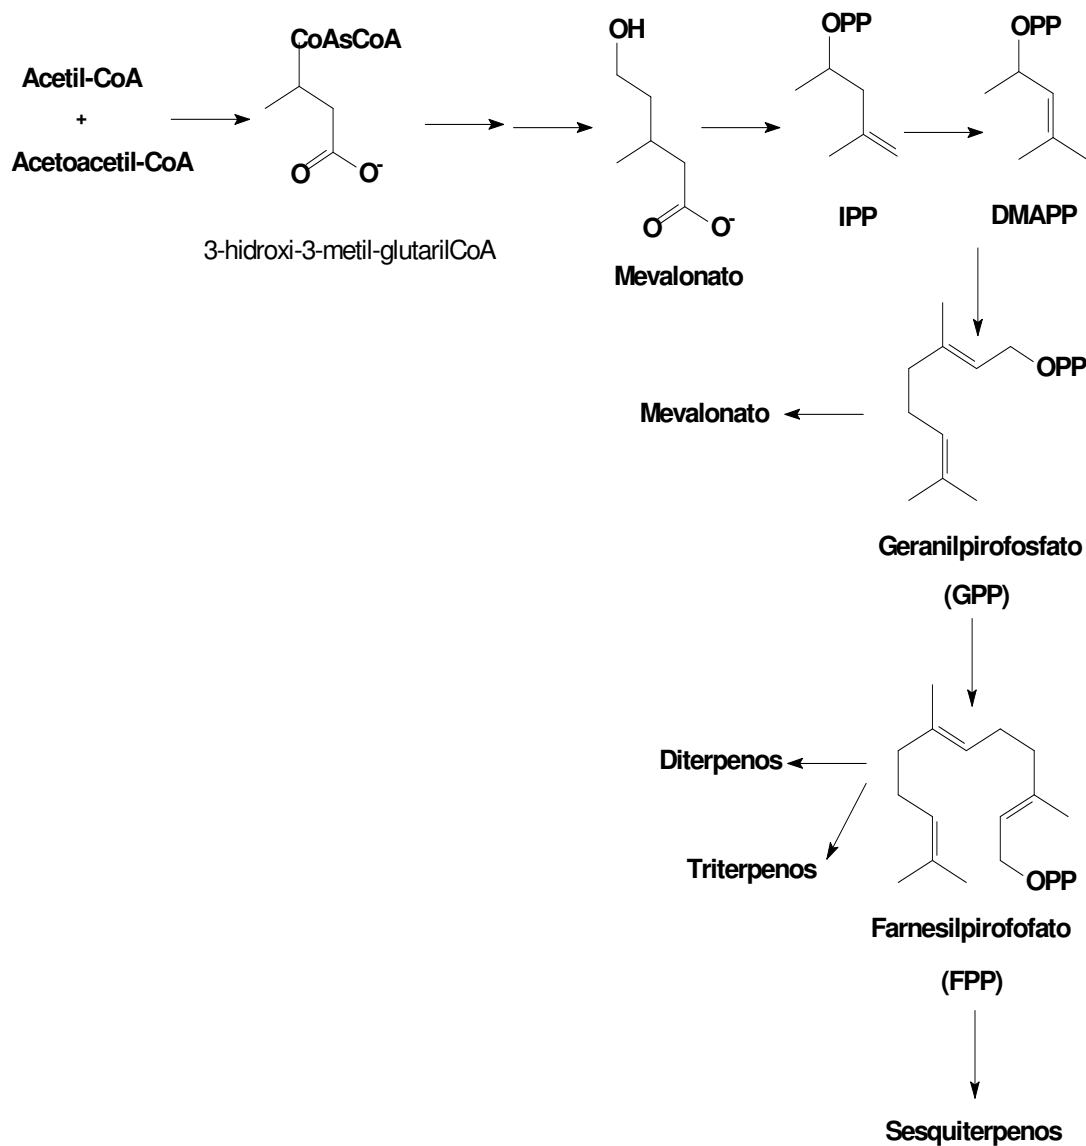 CoAsCoA
OH
OPP
OPP
Acetil-CoA
+
Acetoacetil-CoA
O
O-
O
O-
IPP
DMAPP
3-hidroxi-3-metil-glutarilCoA
Mevalonato
OPP
Mevalonato
Geranilpirofosfato
(GPP)
Diterpenos
Triterpenos
OPP
Farnesilpirofofato
(FPP)
Sesquiterpenos